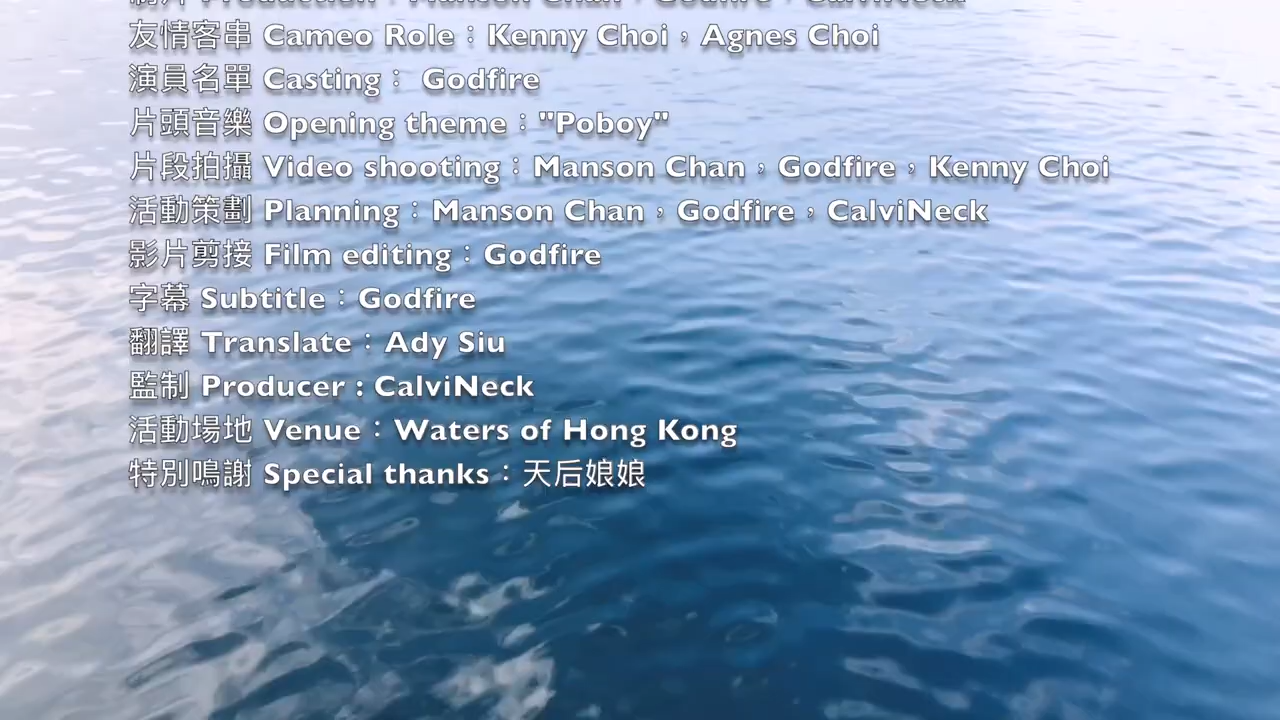 友情客串 Cameo Role：Kenny Choi，Agnes Choi
演員名單 Casting： Godfire
片頭音樂 Opening theme："Poboy"
片段拍攝 Video shooting：Manson Chan，Godfire，Kenny Choi
活動策劃 Planning：Manson Chan，Godfire，CalviNeck
影片剪接 Film editing：Godfire
字幕 Subtitle：Godfire
翻譯 Translate：Ady Siu
監制 Producer : CalviNeck
活動場地 Venue：Waters of Hong Kong
特別鳴謝 Special thanks：天后娘娘